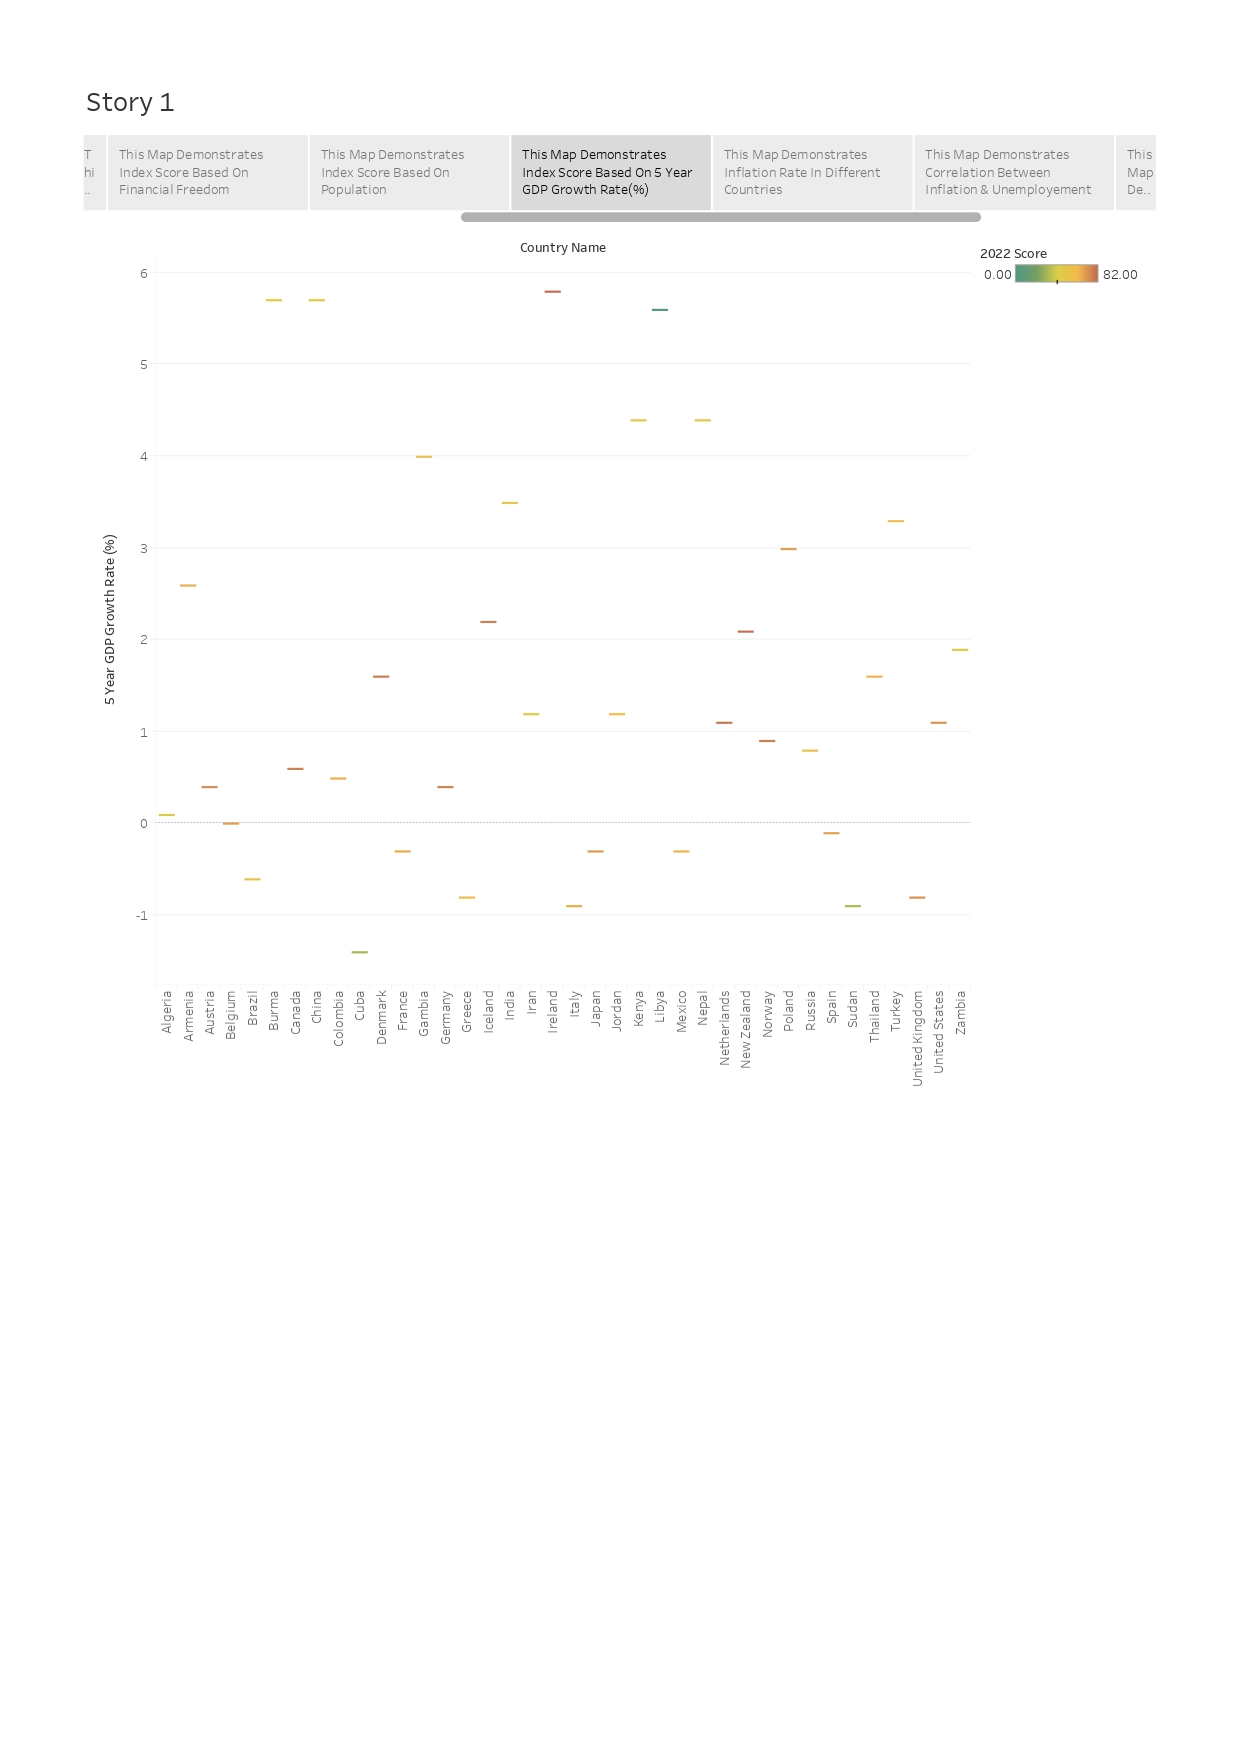 Story 1
T
hi
..
This Map Demonstrates
Index Score Based On
Financial Freedom
This Map Demonstrates
Index Score Based On
Population
This Map Demonstrates
Index Score Based On 5 Year
GDP Growth Rate(%)
This Map Demonstrates
Inflation Rate In Different
Countries
This Map Demonstrates
Correlation Between
Inflation & Unemployement
This
Map
De..
Country Name
2022 Score
0.00
82.00
6
5
4
3
2
1
0
-1
5 Year GDP Growth Rate (%)
Algeria
Armenia
Austria
Belgium
Brazil
Burma
Canada
China
Colombia
Cuba
Denmark
France
Gambia
Germany
Greece
Iceland
India
Iran
Ireland
Italy
Japan
Jordan
Kenya
Libya
Mexico
Nepal
Netherlands
New Zealand
Norway
Poland
Russia
Spain
Sudan
Thailand
Turkey
United Kingdom
United States
Zambia